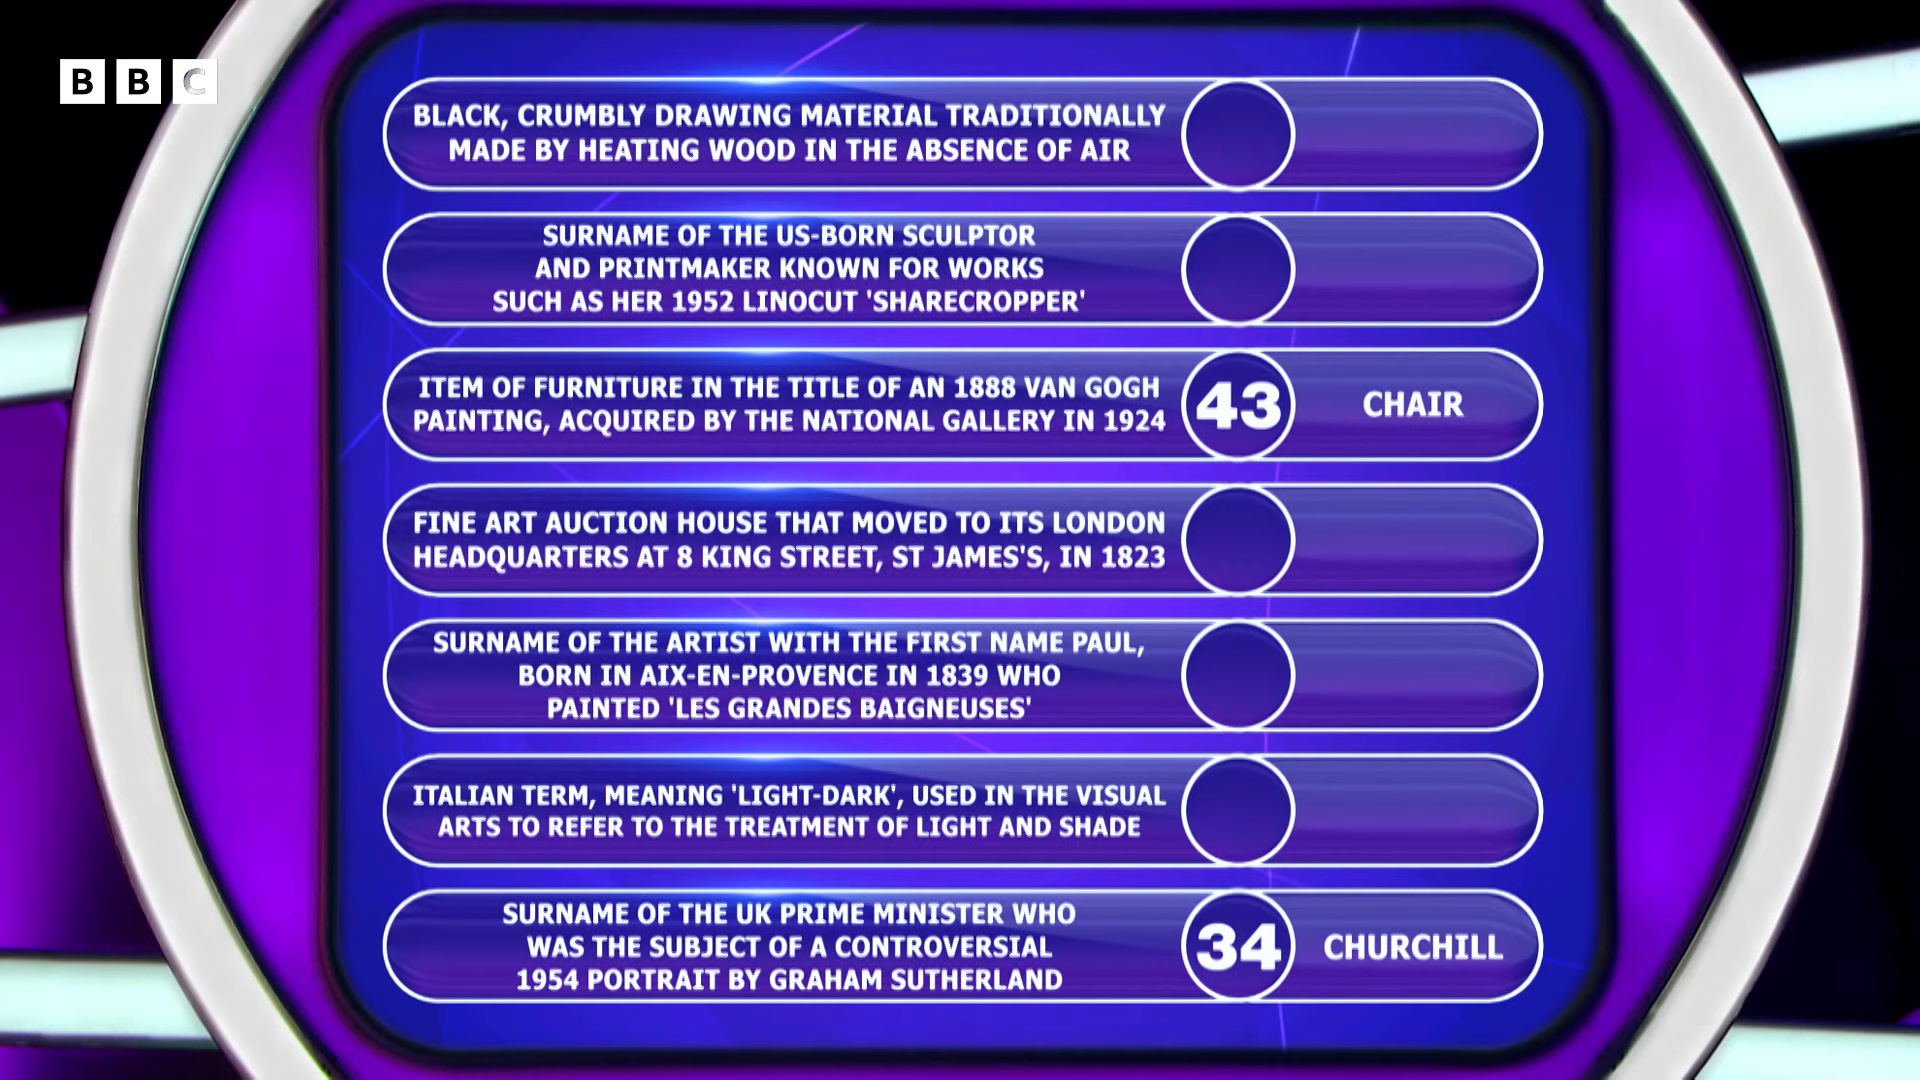 BBC
BLACK, CRUMBLY DRAWING MATERIAL TRADITIONALLY
MADE BY HEATING WOOD IN THE ABSENCE OF AIR
SURNAME OF THE US-BORN SCULPTOR
AND PRINTMAKER KNOWN FOR WORKS
SUCH AS HER 1952 LINOCUT 'SHARECROPPER'
ITEM OF FURNITURE IN THE TITLE OF AN 1888 VAN GOGH
PAINTING, ACQUIRED BY THE NATIONAL GALLERY IN 1924
43
CHAIR
FINE ART AUCTION HOUSE THAT MOVED TO ITS LONDON
HEADQUARTERS AT 8 KING STREET, ST JAMES'S, IN 1823
SURNAME OF THE ARTIST WITH THE FIRST NAME PAUL,
BORN IN AIX-EN-PROVENCE IN 1839 WHO
PAINTED 'LES GRANDES BAIGNEUSES'
ITALIAN TERM, MEANING 'LIGHT-DARK', USED IN THE VISUAL
ARTS TO REFER TO THE TREATMENT OF LIGHT AND SHADE
SURNAME OF THE UK PRIME MINISTER WHO
WAS THE SUBJECT OF A CONTROVERSIAL
1954 PORTRAIT BY GRAHAM SUTHERLAND
34
CHURCHILL